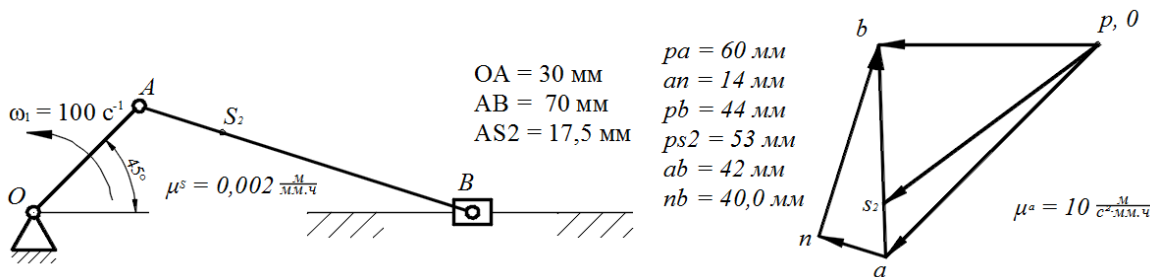 A
S₂
ω₁ = 100 с⁻¹
45°
O
μˢ = 0,002 м/мм.ч
B
OA = 30 мм
AB = 70 мм
AS2 = 17,5 мм
pa = 60 мм
an = 14 мм
pb = 44 мм
ps2 = 53 мм
ab = 42 мм
nb = 40,0 мм
b
p, 0
s₂
n
a
μᵃ = 10 м/с²·мм.ч